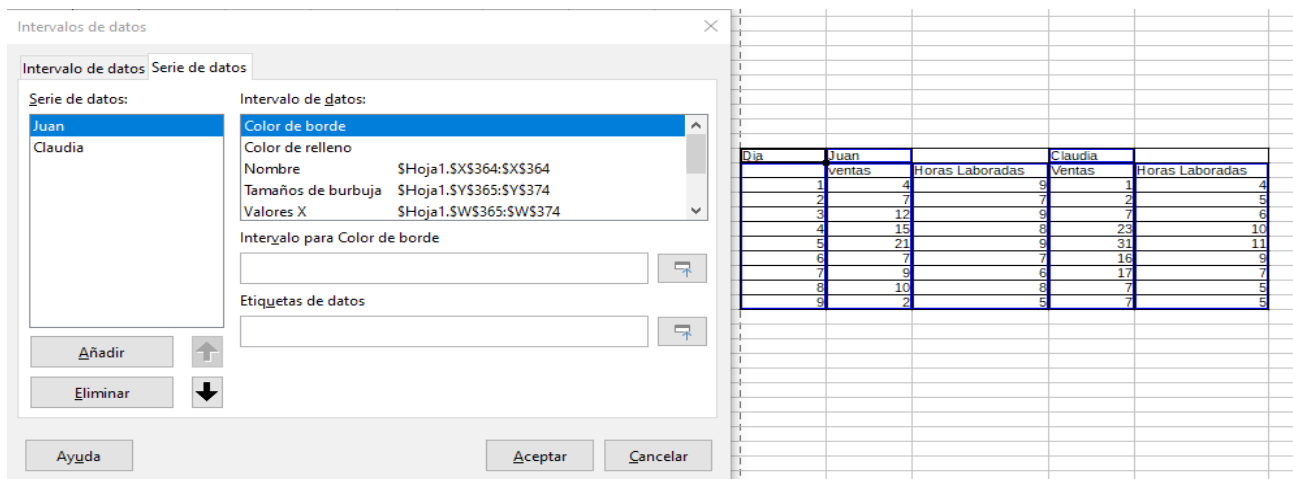 Intervalos de datos
Intervalo de datos Serie de datos
Serie de datos:
Juan
Claudia
Añadir
Eliminar
Intervalo de datos:
Color de borde
Color de relleno
Nombre $Hoja1.$X$364:$X$364
Tamaños de burbuja $Hoja1.$Y$365:$Y$374
Valores X $Hoja1.$W$365:$W$374
Intervalo para Color de borde
Etiquetas de datos
Ayuda Aceptar Cancelar
Dia Juan Claudia
ventas Horas Laboradas Ventas Horas Laboradas
1 4 9 1 4
2 7 7 2 5
3 12 9 7 6
4 15 8 23 10
5 21 9 31 11
6 7 7 16 9
7 9 6 17 7
8 10 8 7 5
9 2 5 7 5